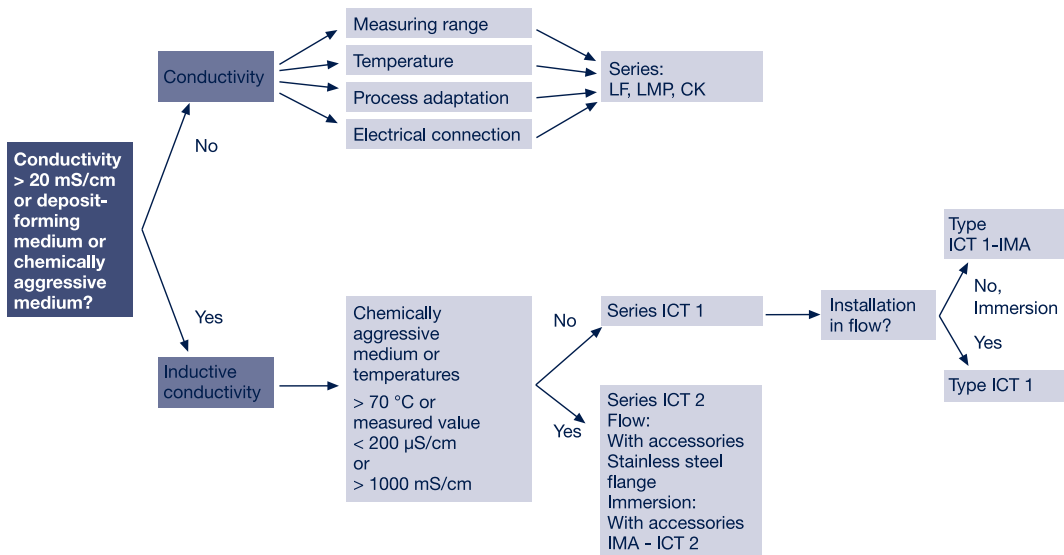 Conductivity
> 20 mS/cm
or deposit-
forming
medium or
chemically
aggressive
medium?
No
Conductivity
Measuring range
Temperature
Process adaptation
Electrical connection
Series:
LF, LMP, CK
Yes
Inductive
conductivity
Chemically
aggressive
medium or
temperatures
> 70 °C or
measured value
< 200 µS/cm
or
> 1000 mS/cm
No
Series ICT 1
Installation
in flow?
No,
Immersion
Type
ICT 1-IMA
Yes
Type ICT 1
Yes
Series ICT 2
Flow:
With accessories
Stainless steel
flange
Immersion:
With accessories
IMA - ICT 2